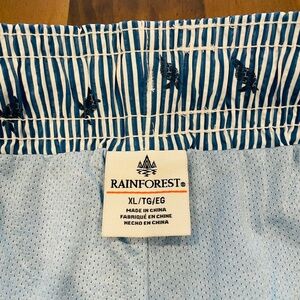 RAINFOREST®
XL/TG/EG
MADE IN CHINA
FABRIQUÉ EN CHINE
HECHO EN CHINA